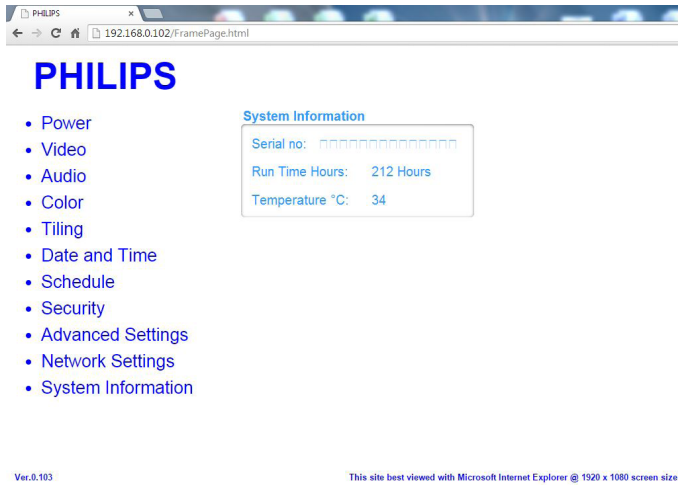 PHILIPS
192.168.0.102/FramePage.html
PHILIPS
Power
Video
Audio
Color
Tiling
Date and Time
Schedule
Security
Advanced Settings
Network Settings
System Information
System Information
Serial no:
Run Time Hours: 212 Hours
Temperature °C: 34
Ver.0.103
This site best viewed with Microsoft Internet Explorer @ 1920 x 1080 screen size